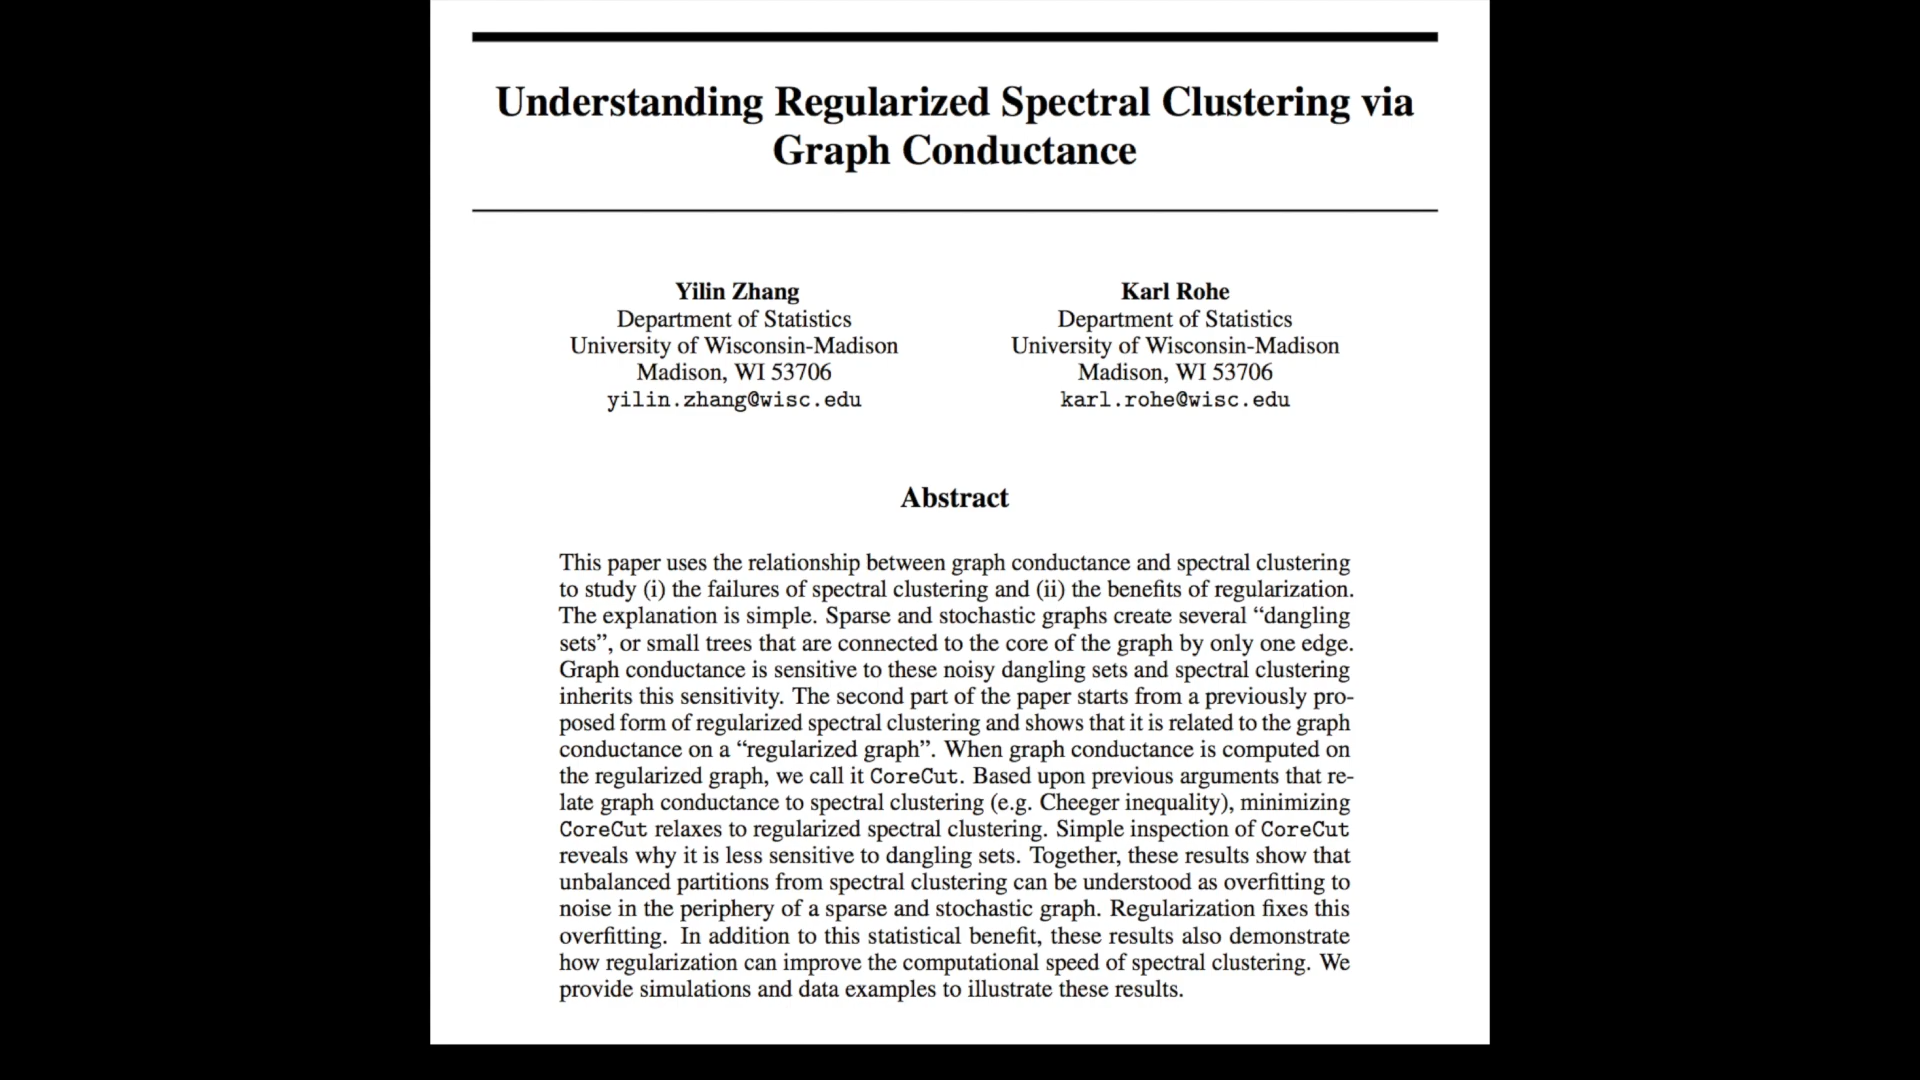 Understanding Regularized Spectral Clustering via
Graph Conductance
Yilin Zhang
Department of Statistics
University of Wisconsin-Madison
Madison, WI 53706
yilin.zhang@wisc.edu
Karl Rohe
Department of Statistics
University of Wisconsin-Madison
Madison, WI 53706
karl.rohe@wisc.edu
Abstract
This paper uses the relationship between graph conductance and spectral clustering
to study (i) the failures of spectral clustering and (ii) the benefits of regularization.
The explanation is simple. Sparse and stochastic graphs create several “dangling
sets”, or small trees that are connected to the core of the graph by only one edge.
Graph conductance is sensitive to these noisy dangling sets and spectral clustering
inherits this sensitivity. The second part of the paper starts from a previously pro-
posed form of regularized spectral clustering and shows that it is related to the graph
conductance on a “regularized graph”. When graph conductance is computed on
the regularized graph, we call it CoreCut. Based upon previous arguments that re-
late graph conductance to spectral clustering (e.g. Cheeger inequality), minimizing
CoreCut relaxes to regularized spectral clustering. Simple inspection of CoreCut
reveals why it is less sensitive to dangling sets. Together, these results show that
unbalanced partitions from spectral clustering can be understood as overfitting to
noise in the periphery of a sparse and stochastic graph. Regularization fixes this
overfitting. In addition to this statistical benefit, these results also demonstrate
how regularization can improve the computational speed of spectral clustering. We
provide simulations and data examples to illustrate these results.